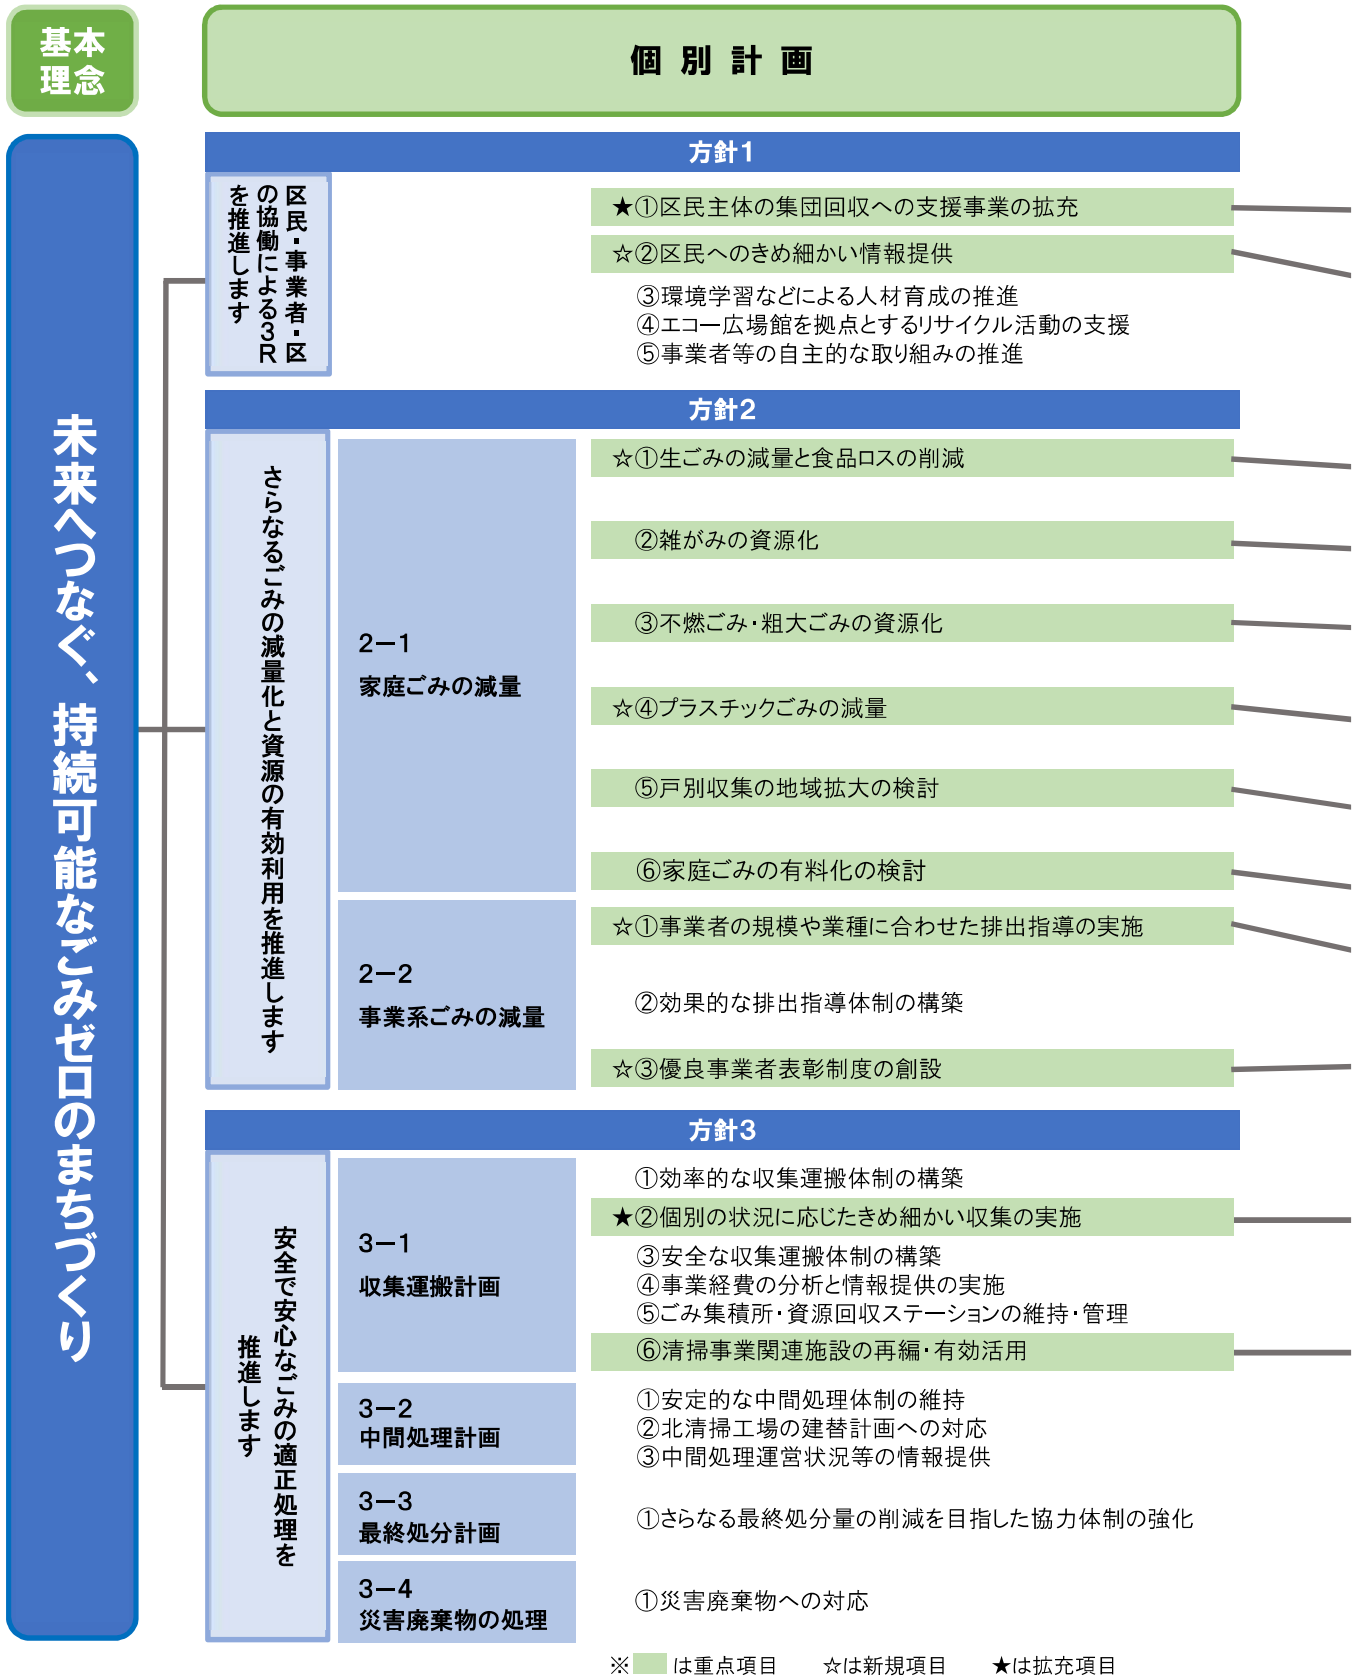 基本
理念
個別計画
未来へつなぐ、持続可能なごみゼロのまちづくり
方針1
区民・事業者・区
の協働による3R
を推進します
★①区民主体の集団回収への支援事業の拡充
☆②区民へのきめ細かい情報提供
③環境学習などによる人材育成の推進
④エコー広場館を拠点とするリサイクル活動の支援
⑤事業者等の自主的な取り組みの推進
方針2
さらなるごみの減量化と資源の有効利用を推進します
2－1
家庭ごみの減量
☆①生ごみの減量と食品ロスの削減
②雑がみの資源化
③不燃ごみ・粗大ごみの資源化
☆④プラスチックごみの減量
⑤戸別収集の地域拡大の検討
⑥家庭ごみの有料化の検討
2－2
事業系ごみの減量
☆①事業者の規模や業種に合わせた排出指導の実施
②効果的な排出指導体制の構築
☆③優良事業者表彰制度の創設
方針3
安全で安心なごみの適正処理を
推進します
3－1
収集運搬計画
①効率的な収集運搬体制の構築
★②個別の状況に応じたきめ細かい収集の実施
③安全な収集運搬体制の構築
④事業経費の分析と情報提供の実施
⑤ごみ集積所・資源回収ステーションの維持・管理
⑥清掃事業関連施設の再編・有効活用
3－2
中間処理計画
①安定的な中間処理体制の維持
②北清掃工場の建替計画への対応
③中間処理運営状況等の情報提供
3－3
最終処分計画
①さらなる最終処分量の削減を目指した協力体制の強化
3－4
災害廃棄物の処理
①災害廃棄物への対応
※ は重点項目 ☆は新規項目 ★は拡充項目